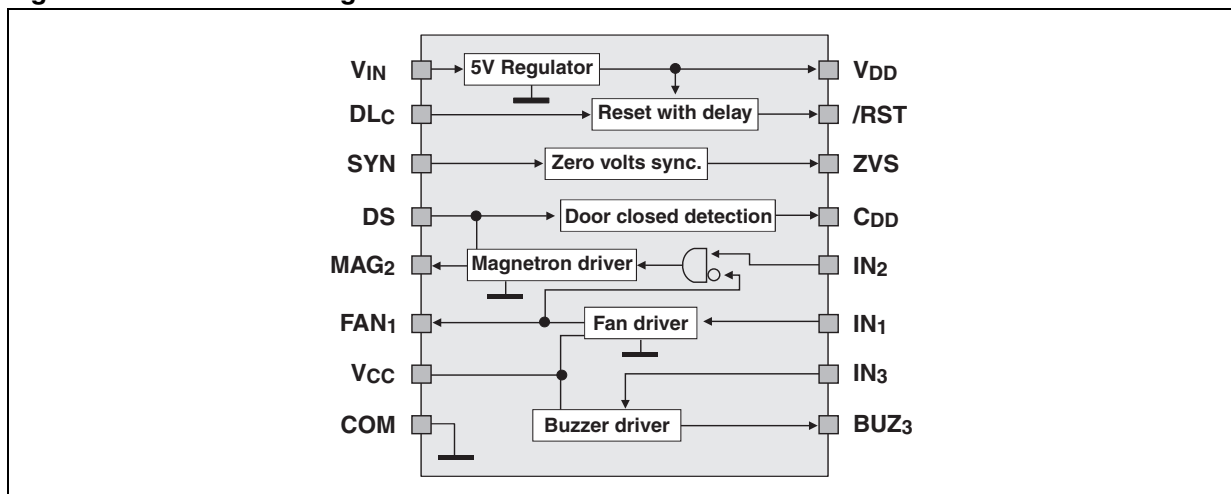 VIN 5V Regulator VDD
DLC Reset with delay /RST
SYN Zero volts sync. ZVS
DS Door closed detection CDD
MAG2 Magnetron driver IN2
FAN1 Fan driver IN1
VCC IN3
COM Buzzer driver BUZ3